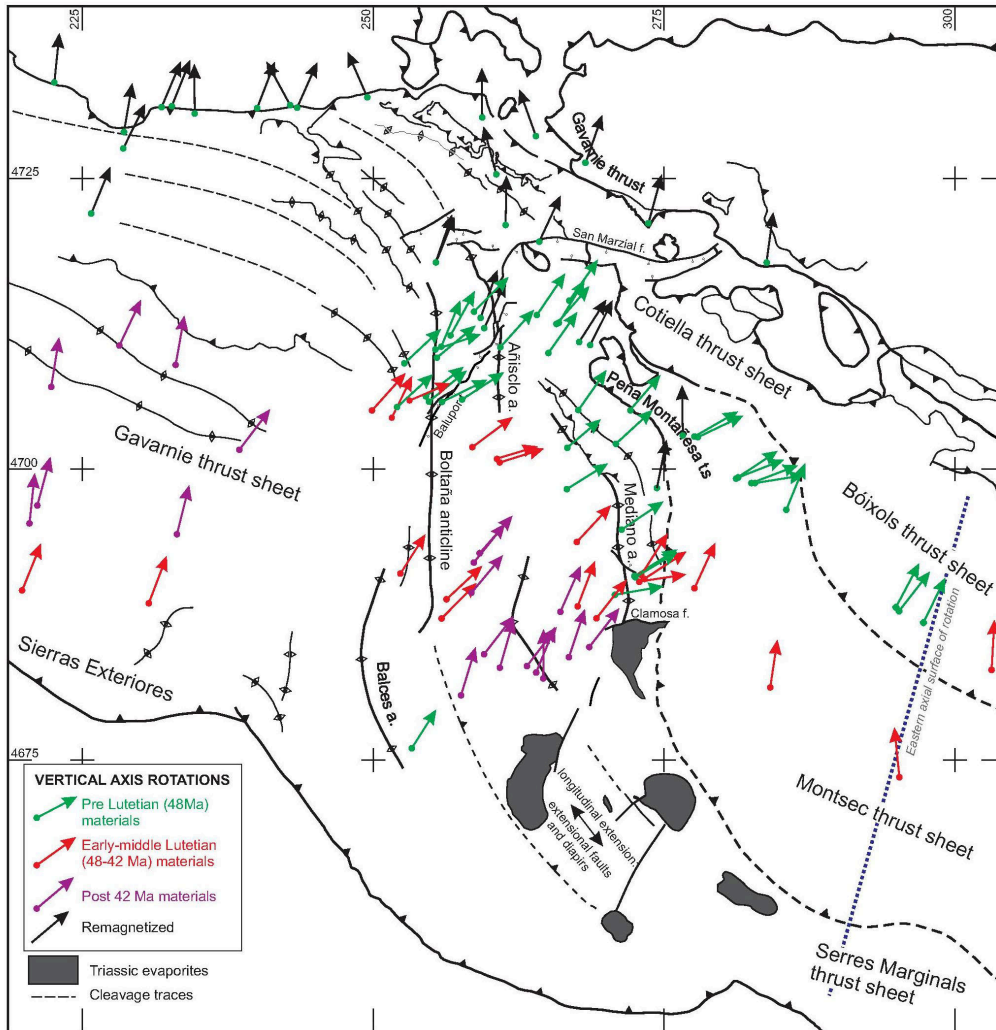 225
250
275
300
4725
4700
4675
Gavarnie thrust
San Marzial f.
Cotiella thrust sheet
Peña Montañesa ts
Añisclo a.
Balupor
Boltaña anticline
Mediano a.
Gavarnie thrust sheet
Bóixols thrust sheet
Clamosa f.
Sierras Exteriores
Balces a.
Eastern axial surface of rotation
Montsec thrust sheet
longitudinal extension:
extensional faults
and diapirs
Serres Marginals
thrust sheet
VERTICAL AXIS ROTATIONS
Pre Lutetian (48Ma)
materials
Early-middle Lutetian
(48-42 Ma) materials
Post 42 Ma materials
Remagnetized
Triassic evaporites
Cleavage traces